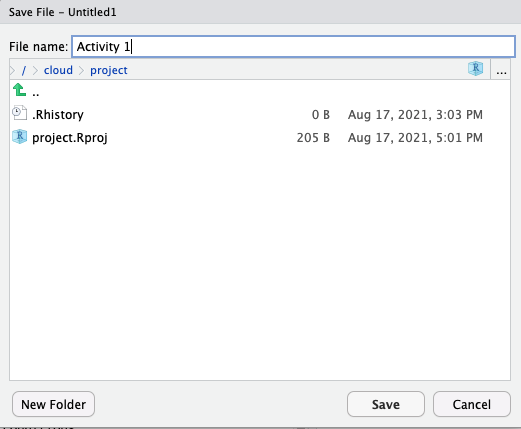 Save File – Untitled1
File name: Activity 1
/ cloud project R ...
..
.Rhistory 0 B Aug 17, 2021, 3:03 PM
R project.Rproj 205 B Aug 17, 2021, 5:01 PM
New Folder Save Cancel